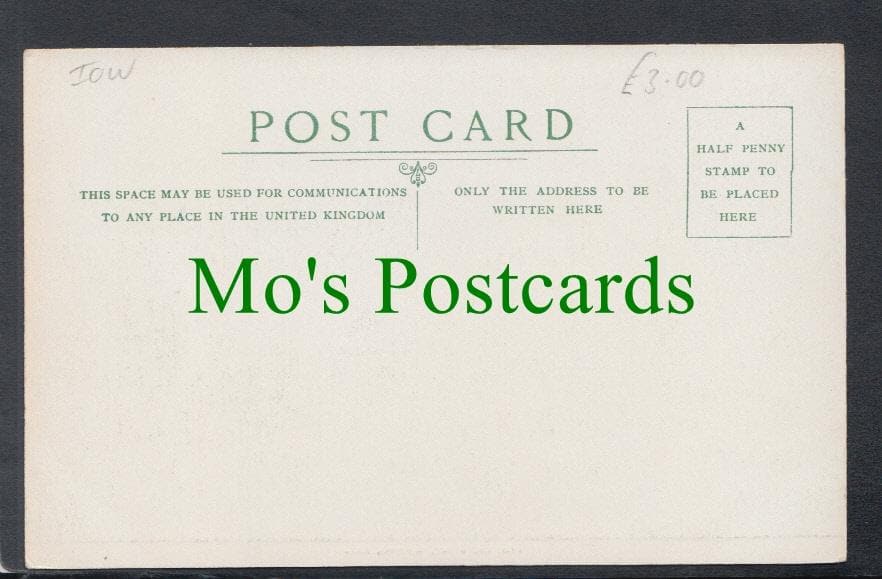 IOW
£3.00
POST CARD
THIS SPACE MAY BE USED FOR COMMUNICATIONS
TO ANY PLACE IN THE UNITED KINGDOM
ONLY THE ADDRESS TO BE
WRITTEN HERE
A
HALF PENNY
STAMP TO
BE PLACED
HERE
Mo's Postcards